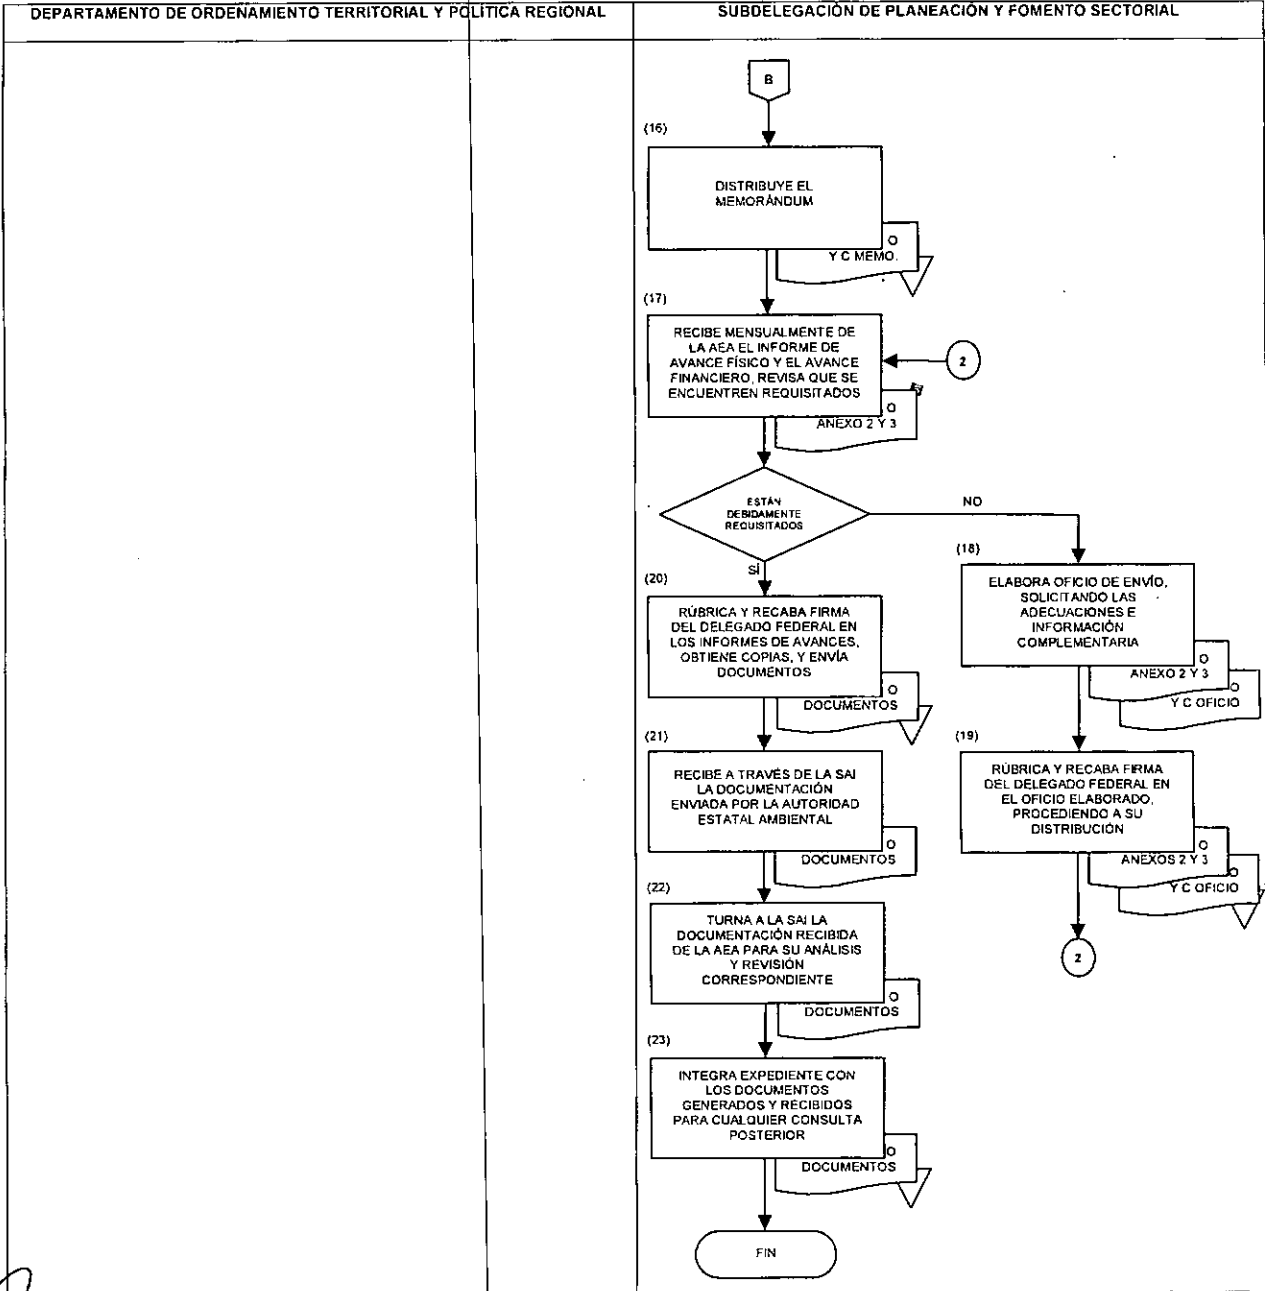 DEPARTAMENTO DE ORDENAMIENTO TERRITORIAL Y POLÍTICA REGIONAL
SUBDELEGACIÓN DE PLANEACIÓN Y FOMENTO SECTORIAL
B
(16)
DISTRIBUYE EL
MEMORÁNDUM
O
Y C MEMO.
(17)
RECIBE MENSUALMENTE DE
LA AEA EL INFORME DE
AVANCE FÍSICO Y EL AVANCE
FINANCIERO, REVISA QUE SE
ENCUENTREN REQUISITADOS
2
O
ANEXO 2 Y 3
ESTÁN
DEBIDAMENTE
REQUISITADOS
NO
SÍ
(18)
ELABORA OFICIO DE ENVÍO,
SOLICITANDO LAS
ADECUACIONES E
INFORMACIÓN
COMPLEMENTARIA
O
ANEXO 2 Y 3
O
Y C OFICIO
(19)
RÚBRICA Y RECABA FIRMA
DEL DELEGADO FEDERAL EN
EL OFICIO ELABORADO,
PROCEDIENDO A SU
DISTRIBUCIÓN
O
ANEXOS 2 Y 3
O
Y C OFICIO
2
(20)
RÚBRICA Y RECABA FIRMA
DEL DELEGADO FEDERAL EN
LOS INFORMES DE AVANCES,
OBTIENE COPIAS, Y ENVÍA
DOCUMENTOS
O
DOCUMENTOS
(21)
RECIBE A TRAVÉS DE LA SAI
LA DOCUMENTACIÓN
ENVIADA POR LA AUTORIDAD
ESTATAL AMBIENTAL
O
DOCUMENTOS
(22)
TURNA A LA SAI LA
DOCUMENTACIÓN RECIBIDA
DE LA AEA PARA SU ANÁLISIS
Y REVISIÓN
CORRESPONDIENTE
O
DOCUMENTOS
(23)
INTEGRA EXPEDIENTE CON
LOS DOCUMENTOS
GENERADOS Y RECIBIDOS
PARA CUALQUIER CONSULTA
POSTERIOR
O
DOCUMENTOS
FIN